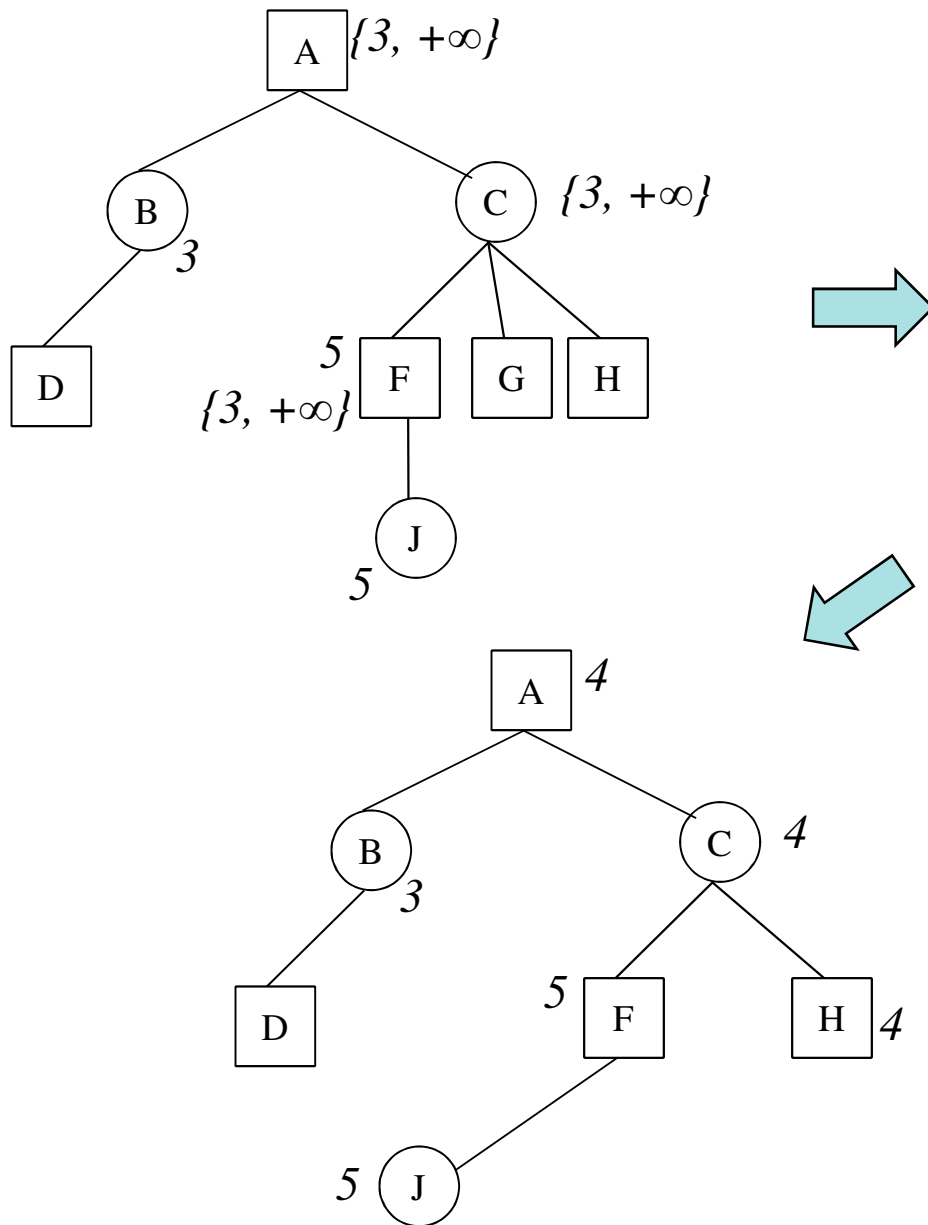 A {3, +∞}
B 3
C {3, +∞}
D
5 F {3, +∞}
G
H
J 5
A 4
B 3
C 4
D
5 F
H 4
5 J